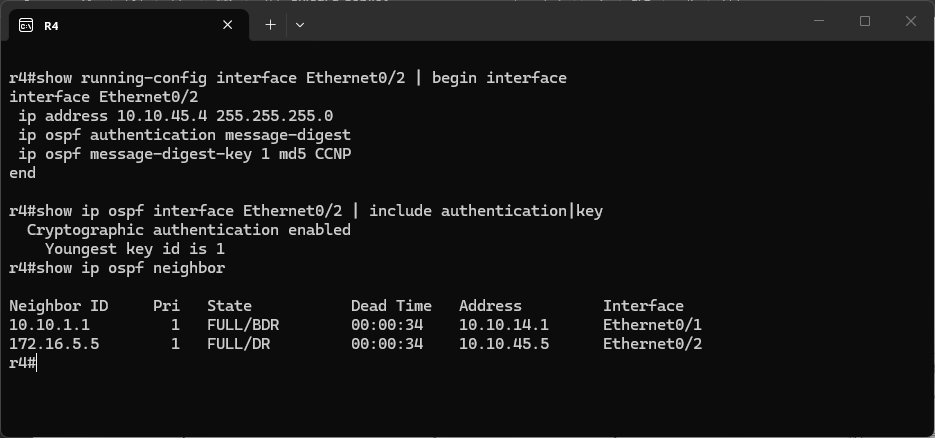 R4
r4#show running-config interface Ethernet0/2 | begin interface
interface Ethernet0/2
 ip address 10.10.45.4 255.255.255.0
 ip ospf authentication message-digest
 ip ospf message-digest-key 1 md5 CCNP
end
r4#show ip ospf interface Ethernet0/2 | include authentication|key
  Cryptographic authentication enabled
    Youngest key id is 1
r4#show ip ospf neighbor
Neighbor ID     Pri   State           Dead Time   Address         Interface
10.10.1.1         1   FULL/BDR        00:00:34    10.10.14.1      Ethernet0/1
172.16.5.5        1   FULL/DR         00:00:34    10.10.45.5      Ethernet0/2
r4#